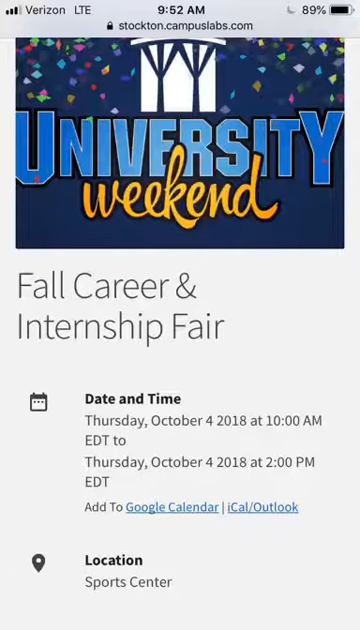 Verizon LTE 9:52 AM 89%
stockton.campuslabs.com
UNIVERSITY
weekend
Fall Career &
Internship Fair
Date and Time
Thursday, October 4 2018 at 10:00 AM
EDT to
Thursday, October 4 2018 at 2:00 PM
EDT
Add To Google Calendar | iCal/Outlook
Location
Sports Center